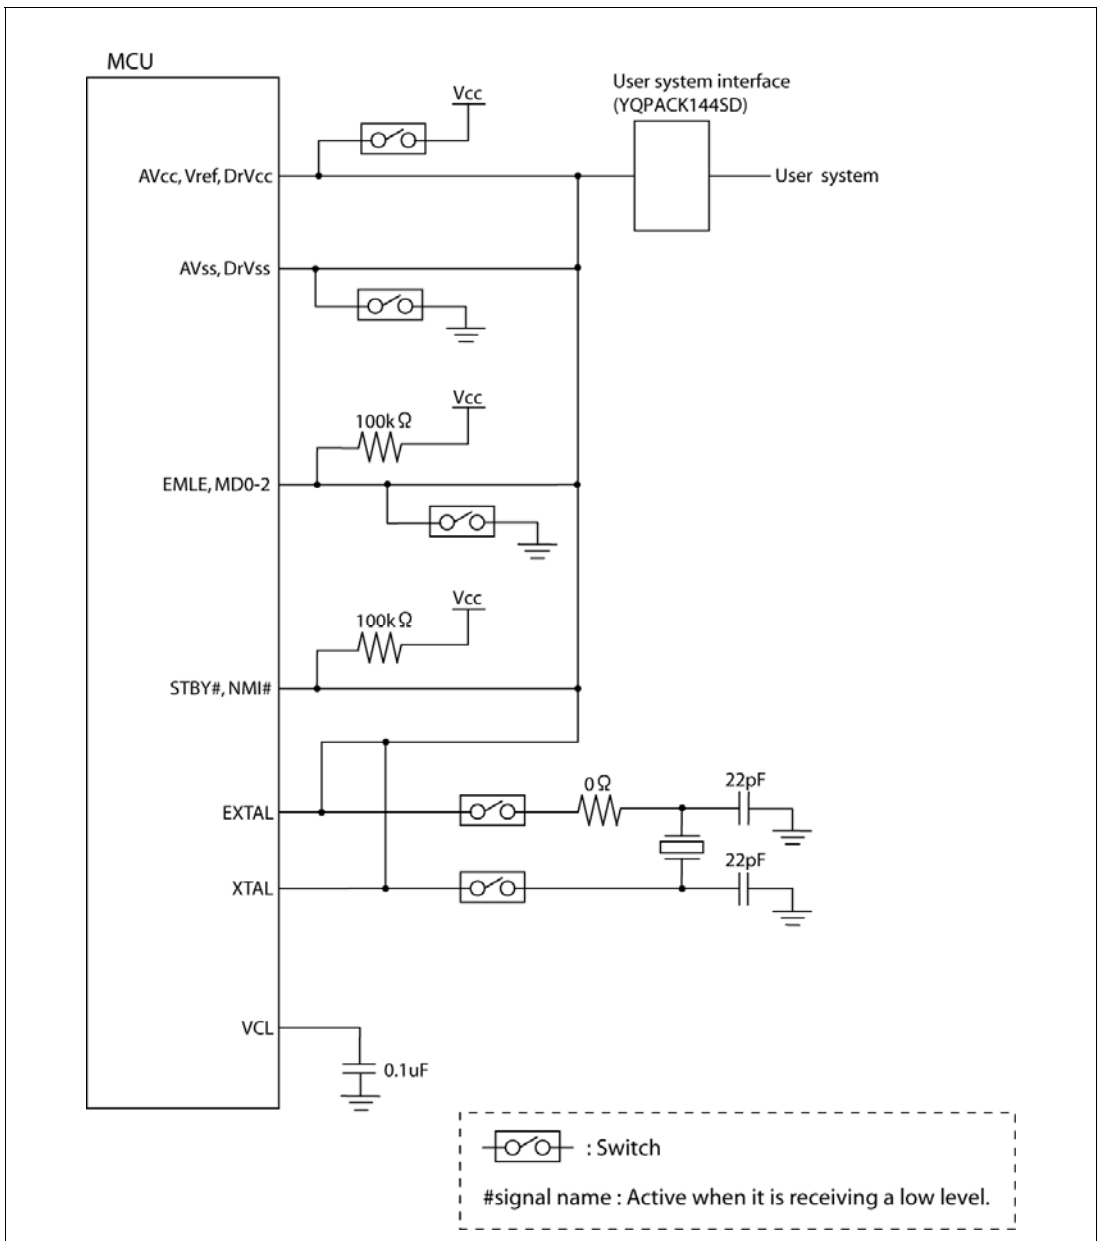 MCU
User system interface
(YQPACK144SD)
Vcc
AVcc, Vref, DrVcc
User system
AVss, DrVss
Vcc
100kΩ
EMLE, MD0-2
Vcc
100kΩ
STBY#, NMI#
0Ω
22pF
EXTAL
22pF
XTAL
VCL
0.1uF
: Switch
#signal name : Active when it is receiving a low level.